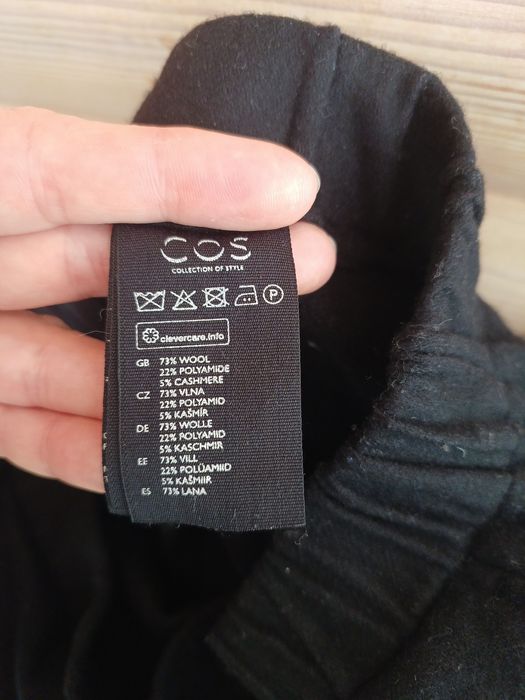 COS
COLLECTION OF STYLE
P
clevercare.info
GB 73% WOOL
22% POLYAMIDE
5% CASHMERE
CZ 73% VLNA
22% POLYAMID
5% KAŠMÍR
DE 73% WOLLE
22% POLYAMID
5% KASCHMIR
EE 73% VILL
22% POLÜAMIID
5% KAŠMIIR
ES 73% LANA